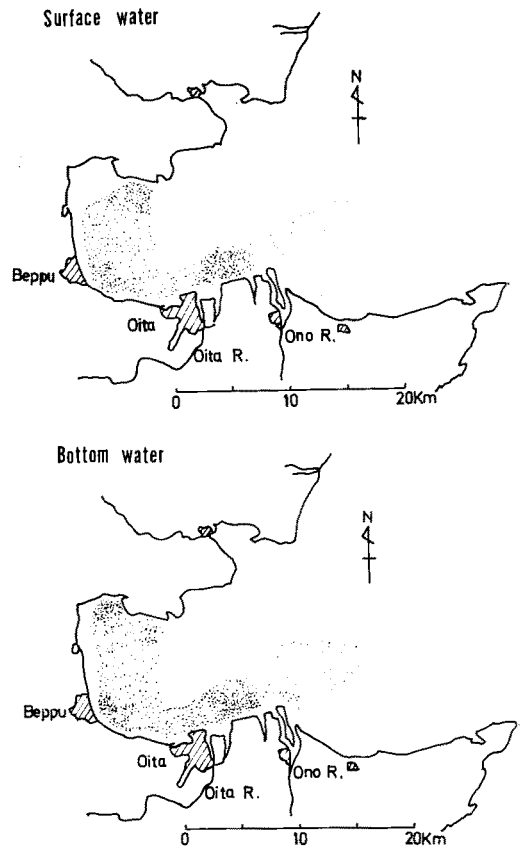 Surface water
N
Beppu
Oita
Oita R.
Ono R.
0 10 20Km
Bottom water
N
Beppu
Oita
Oita R.
Ono R.
0 10 20Km